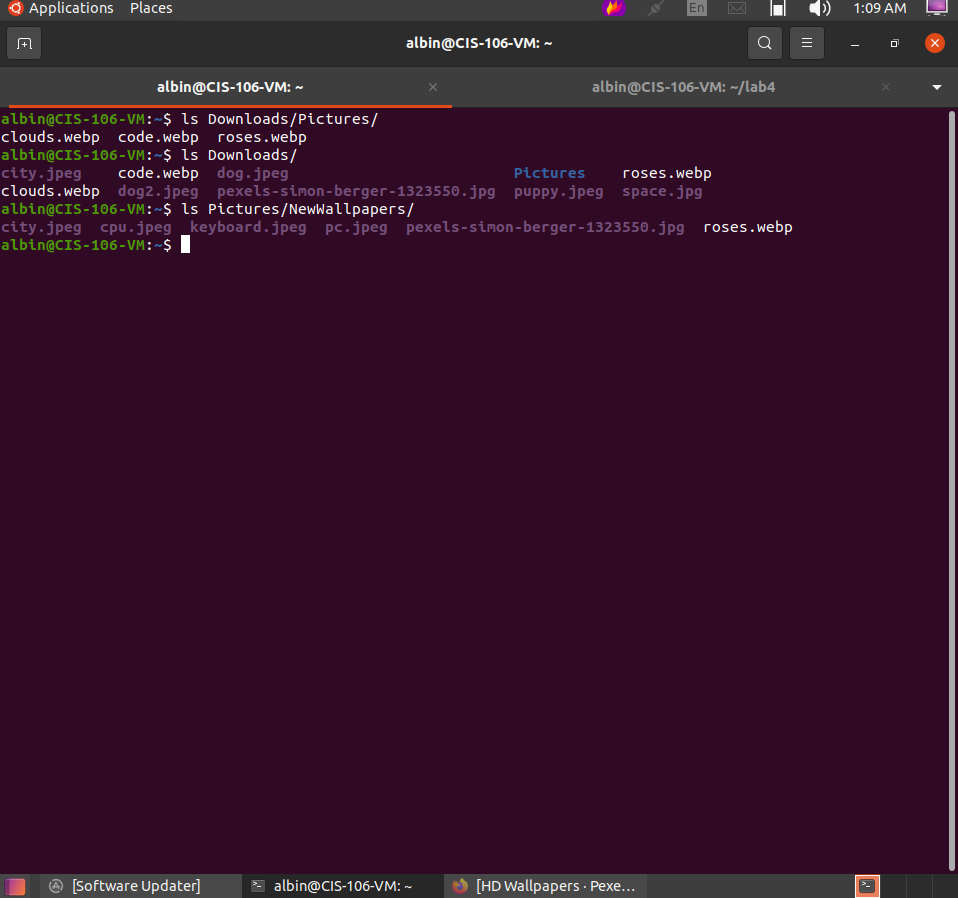 Applications Places En 1:09 AM
albin@CIS-106-VM: ~
albin@CIS-106-VM: ~ albin@CIS-106-VM: ~/lab4
albin@CIS-106-VM:~$ ls Downloads/Pictures/
clouds.webp code.webp roses.webp
albin@CIS-106-VM:~$ ls Downloads/
city.jpeg code.webp dog.jpeg Pictures roses.webp
clouds.webp dog2.jpeg pexels-simon-berger-1323550.jpg puppy.jpeg space.jpg
albin@CIS-106-VM:~$ ls Pictures/NewWallpapers/
city.jpeg cpu.jpeg keyboard.jpeg pc.jpeg pexels-simon-berger-1323550.jpg roses.webp
albin@CIS-106-VM:~$
[Software Updater] albin@CIS-106-VM: ~ [HD Wallpapers · Pexe…